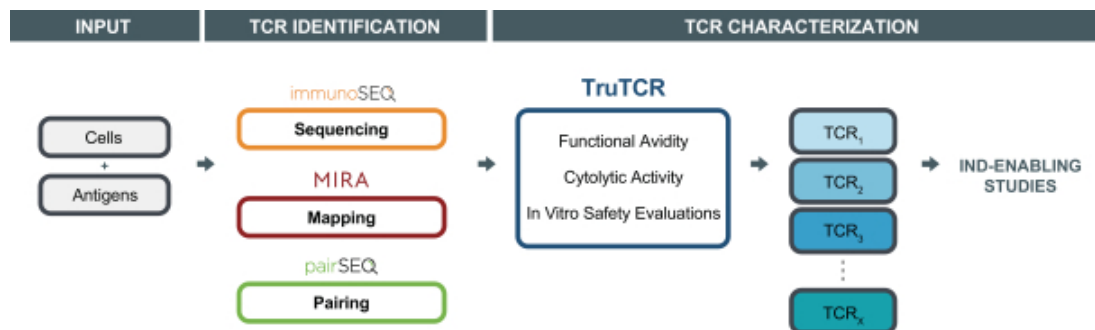 INPUT
TCR IDENTIFICATION
TCR CHARACTERIZATION
Cells
+
Antigens
immunoSEQ
Sequencing
MIRA
Mapping
pairSEQ
Pairing
TruTCR
Functional Avidity
Cytolytic Activity
In Vitro Safety Evaluations
TCR₁
TCR₂
TCR₃
TCRₓ
IND-ENABLING
STUDIES